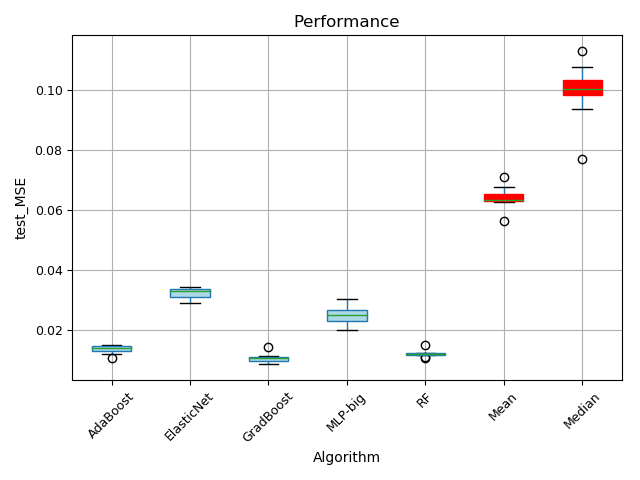 Performance
test_MSE
0.10
0.08
0.06
0.04
0.02
AdaBoost
ElasticNet
GradBoost
MLP-big
RF
Mean
Median
Algorithm